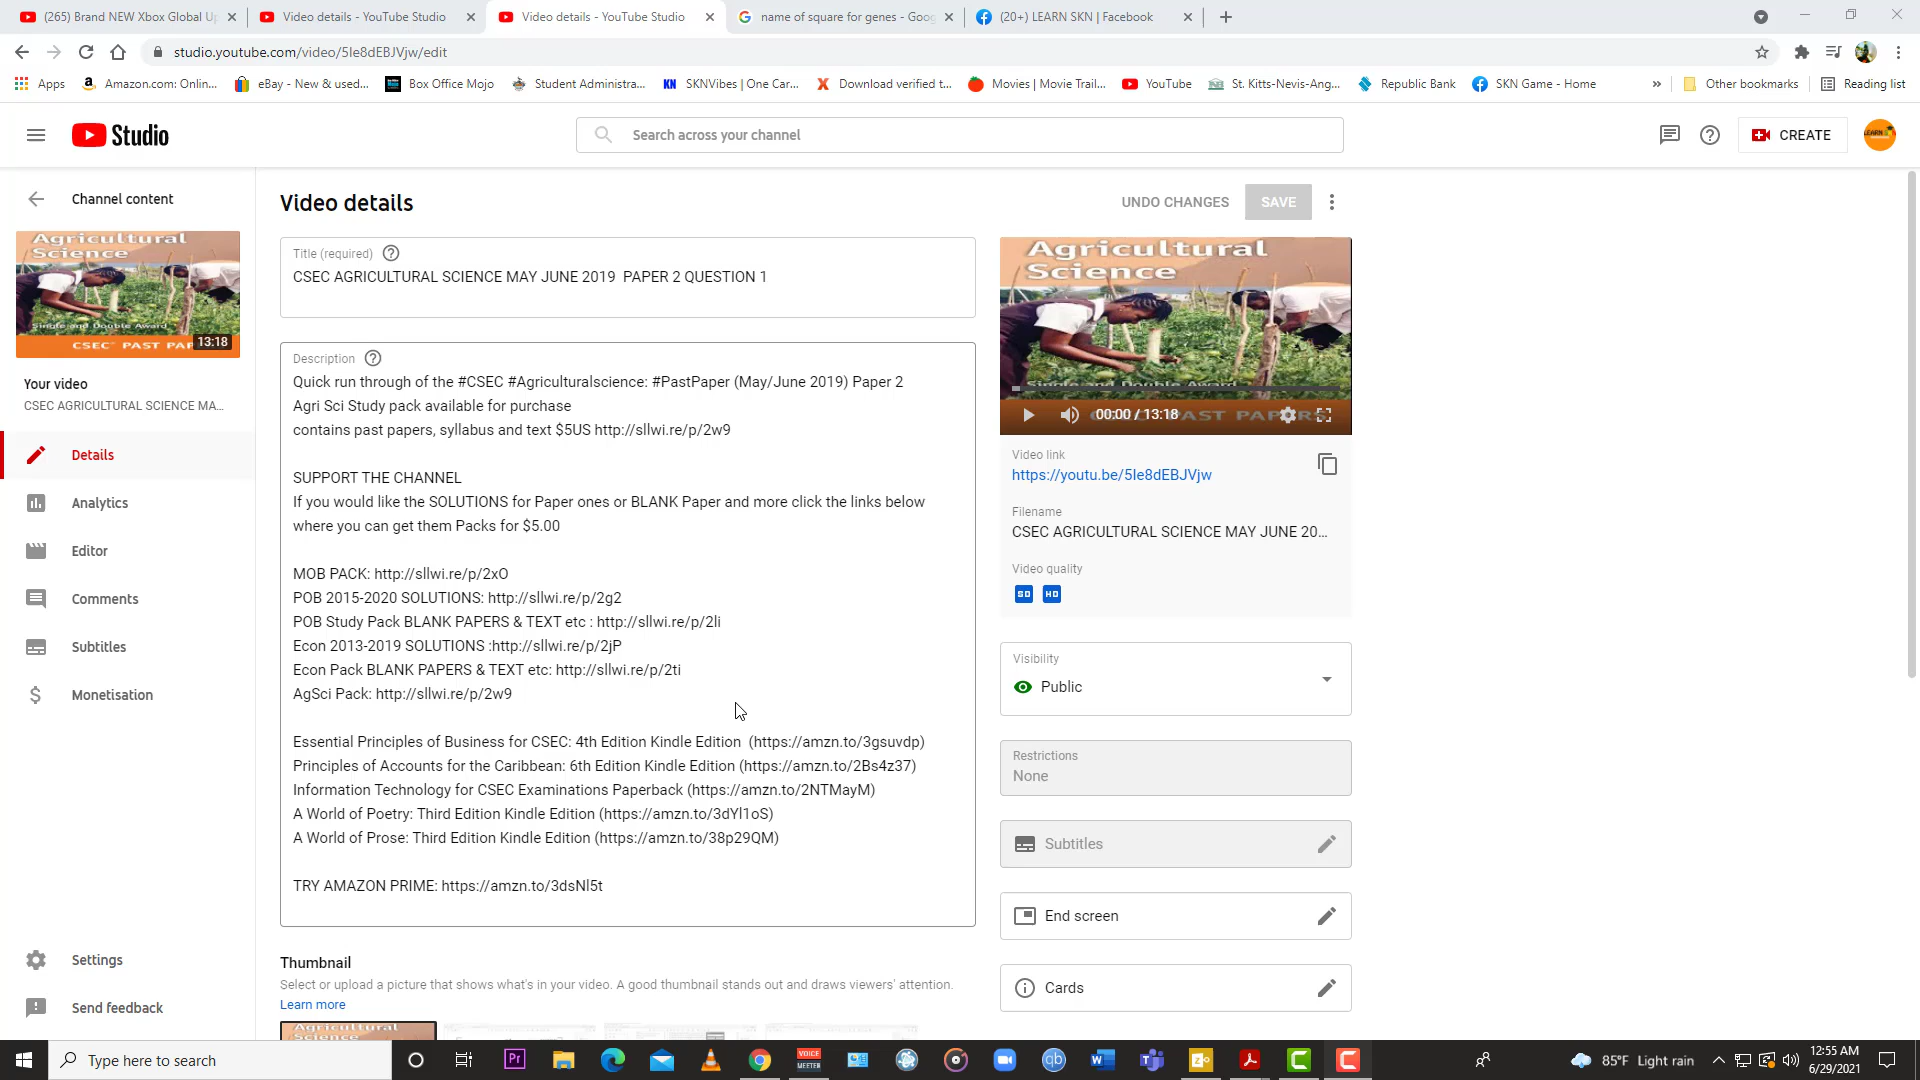 (265) Brand NEW Xbox Global Up
Video details - YouTube Studio
Video details - YouTube Studio
name of square for genes - Goog
(20+) LEARN SKN | Facebook
studio.youtube.com/video/5Ie8dEBJVjw/edit
Apps
Amazon.com: Onlin...
eBay - New & used...
Box Office Mojo
Student Administra...
SKNVibes | One Car...
Download verified t...
Movies | Movie Trail...
YouTube
St. Kitts-Nevis-Ang...
Republic Bank
SKN Game - Home
»
Other bookmarks
Reading list
Studio
Search across your channel
CREATE
Channel content
Agricultural
Science
Single and Double Award
CSEC® PAST PAP
13:18
Your video
CSEC AGRICULTURAL SCIENCE MA...
Details
Analytics
Editor
Comments
Subtitles
Monetisation
Settings
Send feedback
Video details
UNDO CHANGES
SAVE
Title (required)
CSEC AGRICULTURAL SCIENCE MAY JUNE 2019 PAPER 2 QUESTION 1
Description
Quick run through of the #CSEC #Agriculturalscience: #PastPaper (May/June 2019) Paper 2
Agri Sci Study pack available for purchase
contains past papers, syllabus and text $5US http://sllwi.re/p/2w9
SUPPORT THE CHANNEL
If you would like the SOLUTIONS for Paper ones or BLANK Paper and more click the links below
where you can get them Packs for $5.00
MOB PACK: http://sllwi.re/p/2xO
POB 2015-2020 SOLUTIONS: http://sllwi.re/p/2g2
POB Study Pack BLANK PAPERS & TEXT etc : http://sllwi.re/p/2li
Econ 2013-2019 SOLUTIONS :http://sllwi.re/p/2jP
Econ Pack BLANK PAPERS & TEXT etc: http://sllwi.re/p/2ti
AgSci Pack: http://sllwi.re/p/2w9
Essential Principles of Business for CSEC: 4th Edition Kindle Edition (https://amzn.to/3gsuvdp)
Principles of Accounts for the Caribbean: 6th Edition Kindle Edition (https://amzn.to/2Bs4z37)
Information Technology for CSEC Examinations Paperback (https://amzn.to/2NTMayM)
A World of Poetry: Third Edition Kindle Edition (https://amzn.to/3dYl1oS)
A World of Prose: Third Edition Kindle Edition (https://amzn.to/38p29QM)
TRY AMAZON PRIME: https://amzn.to/3dsNl5t
Thumbnail
Select or upload a picture that shows what's in your video. A good thumbnail stands out and draws viewers' attention.
Learn more
Agricultural
Science
Agricultural
Science
Single and Double Award
00:00 / 13:18
Video link
https://youtu.be/5Ie8dEBJVjw
Filename
CSEC AGRICULTURAL SCIENCE MAY JUNE 20...
Video quality
SD HD
Visibility
Public
Restrictions
None
Subtitles
End screen
Cards
Type here to search
85°F Light rain
12:55 AM
6/29/2021